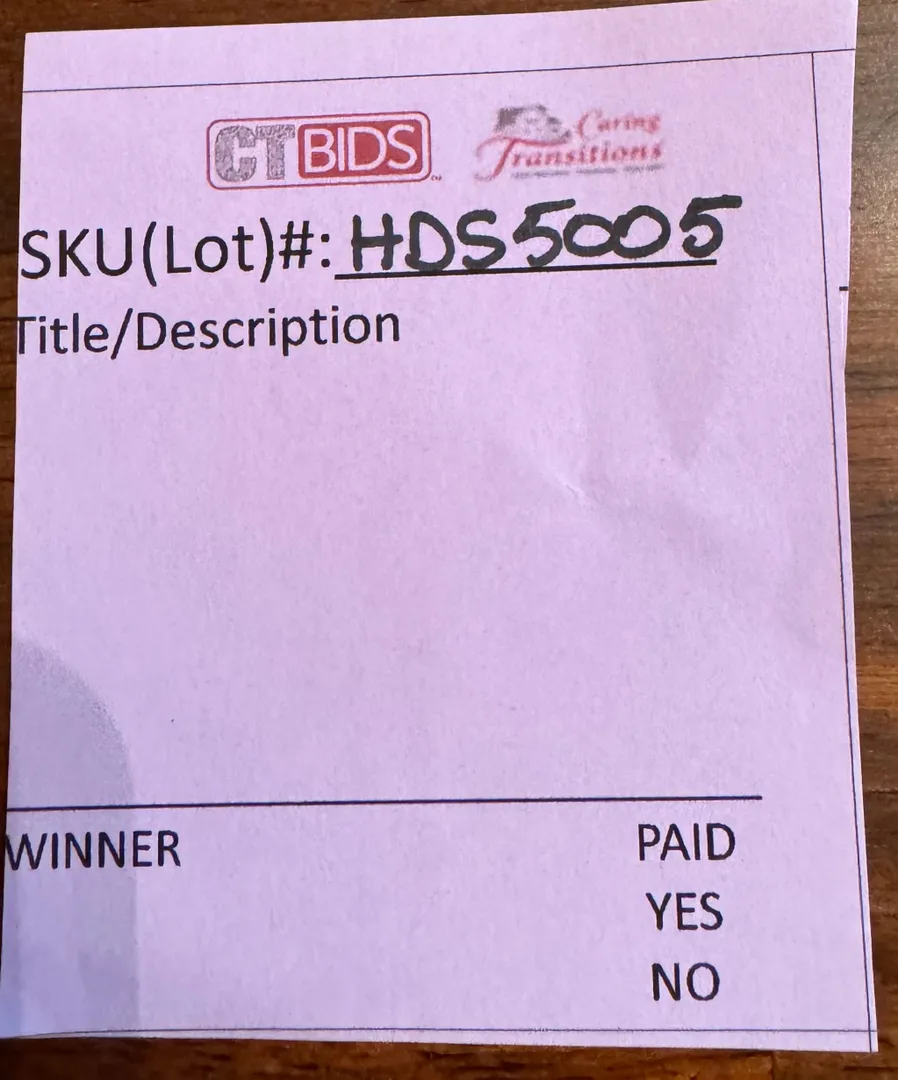 CTBIDS Caring
Transitions
SKU(Lot)#: HDS5005
Title/Description
WINNER PAID
YES
NO